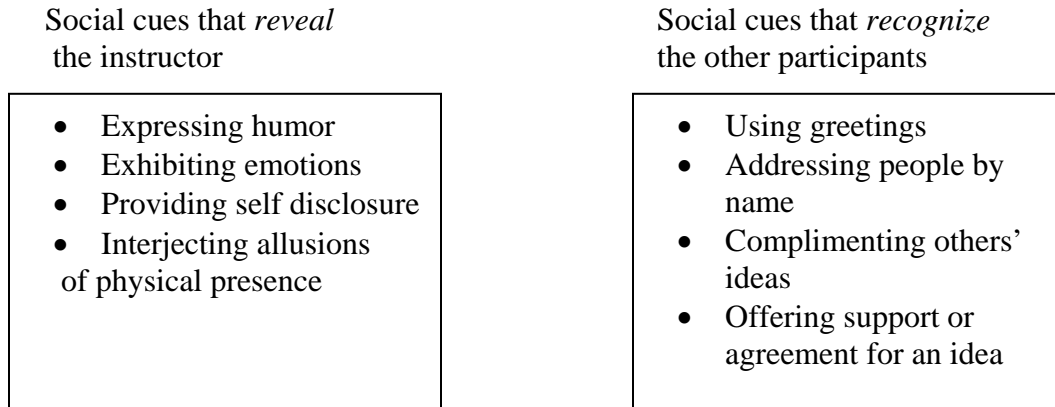 Social cues that reveal
the instructor
• Expressing humor
• Exhibiting emotions
• Providing self disclosure
• Interjecting allusions
of physical presence
Social cues that recognize
the other participants
• Using greetings
• Addressing people by
name
• Complimenting others’
ideas
• Offering support or
agreement for an idea